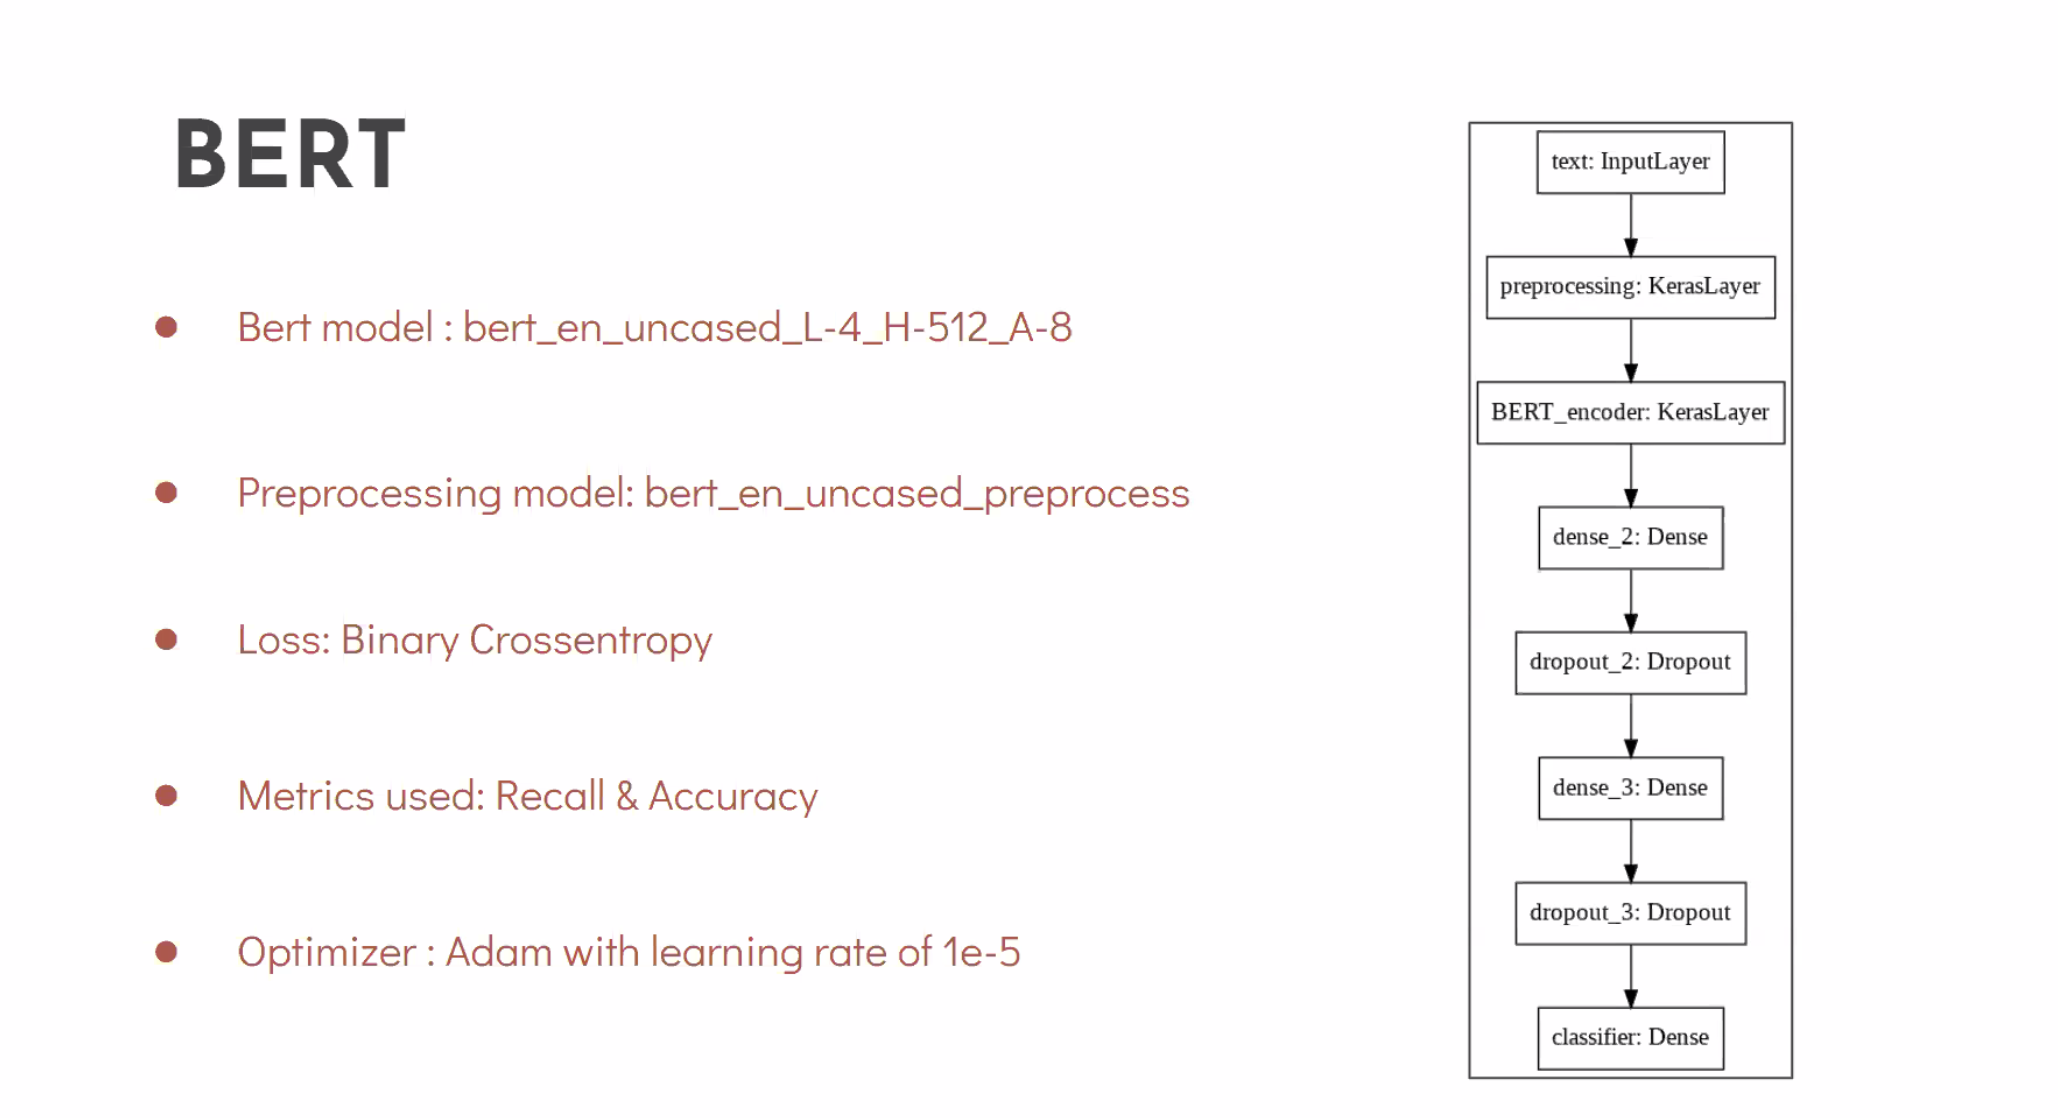 BERT
Bert model : bert_en_uncased_L-4_H-512_A-8
Preprocessing model: bert_en_uncased_preprocess
Loss: Binary Crossentropy
Metrics used: Recall & Accuracy
Optimizer : Adam with learning rate of 1e-5
text: InputLayer
preprocessing: KerasLayer
BERT_encoder: KerasLayer
dense_2: Dense
dropout_2: Dropout
dense_3: Dense
dropout_3: Dropout
classifier: Dense